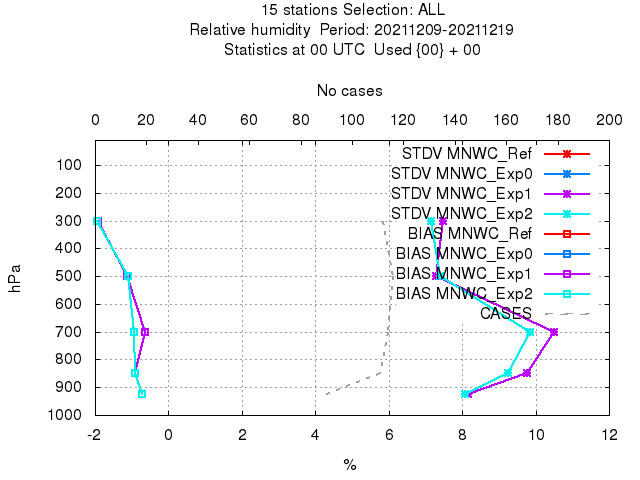 15 stations Selection: ALL
Relative humidity  Period: 20211209-20211219
Statistics at 00 UTC  Used {00} + 00
No cases
0 20 40 60 80 100 120 140 160 180 200
100
200
300
400
500
600
700
800
900
1000
hPa
STDV MNWC_Ref
STDV MNWC_Exp0
STDV MNWC_Exp1
STDV MNWC_Exp2
BIAS MNWC_Ref
BIAS MNWC_Exp0
BIAS MNWC_Exp1
BIAS MNWC_Exp2
CASES
-2 0 2 4 6 8 10 12
%